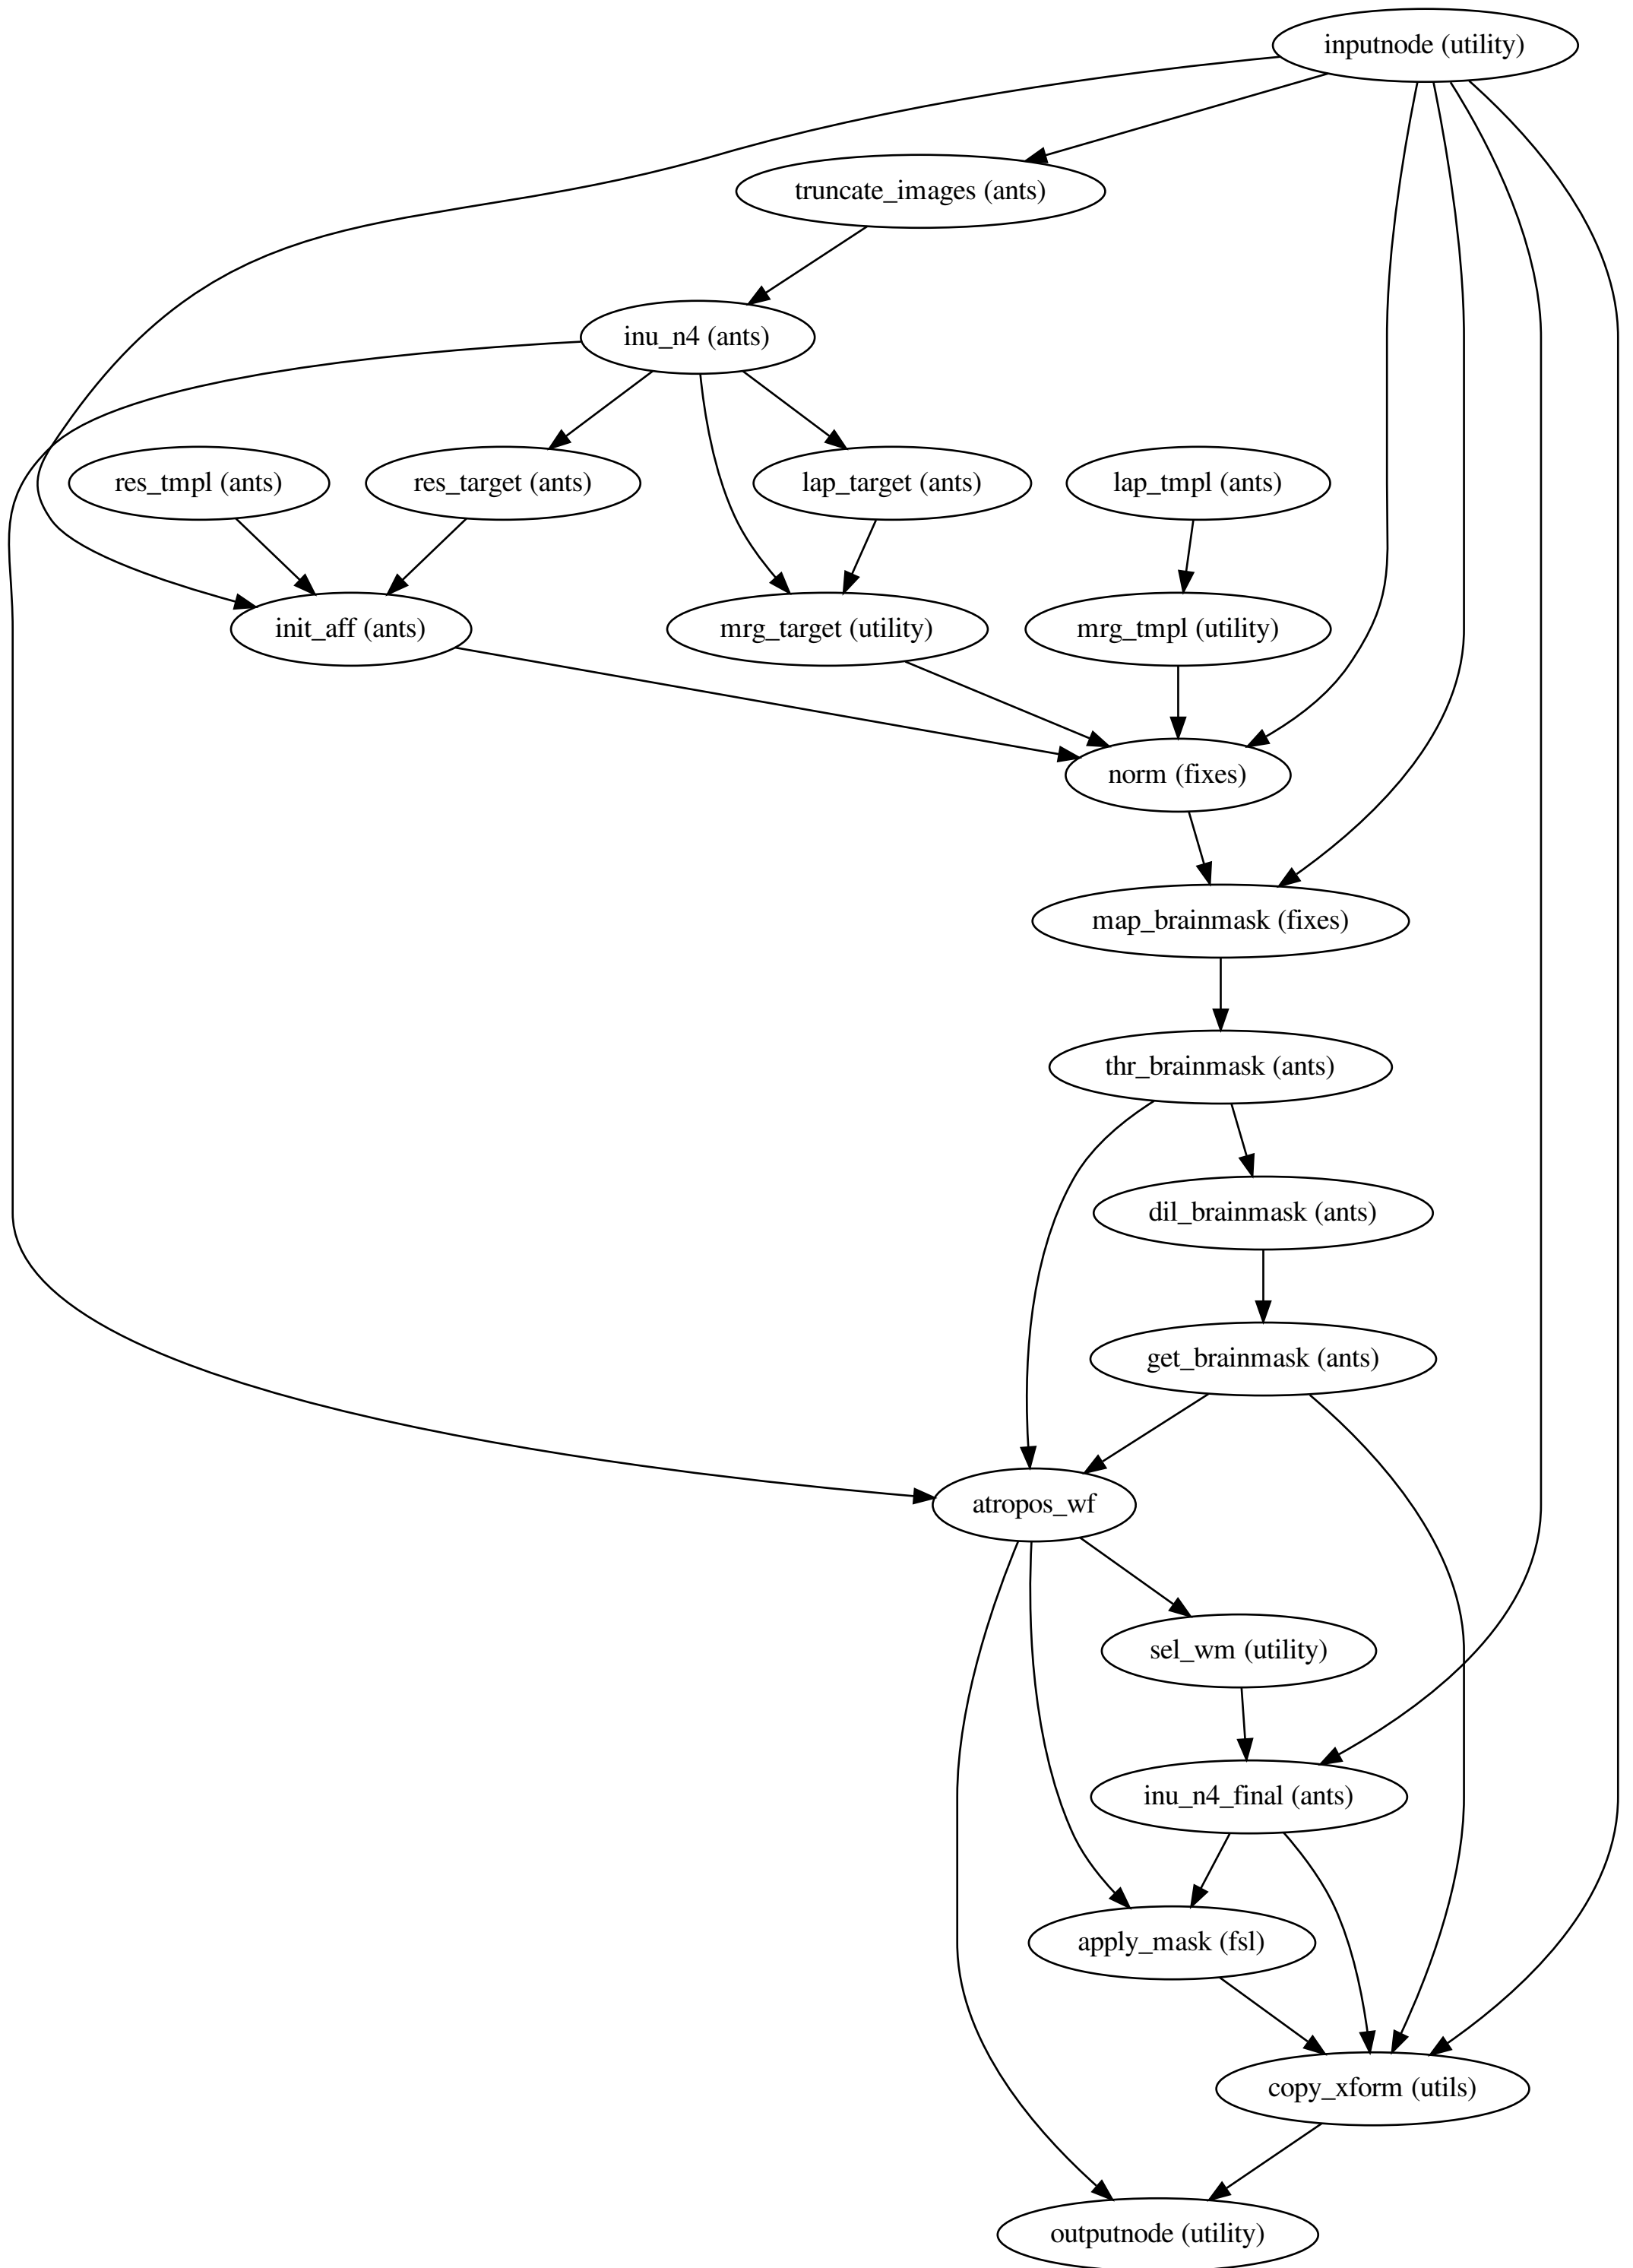 inputnode (utility)
truncate_images (ants)
inu_n4 (ants)
res_tmpl (ants)
res_target (ants)
lap_target (ants)
lap_tmpl (ants)
init_aff (ants)
mrg_target (utility)
mrg_tmpl (utility)
norm (fixes)
map_brainmask (fixes)
thr_brainmask (ants)
dil_brainmask (ants)
get_brainmask (ants)
atropos_wf
sel_wm (utility)
inu_n4_final (ants)
apply_mask (fsl)
copy_xform (utils)
outputnode (utility)